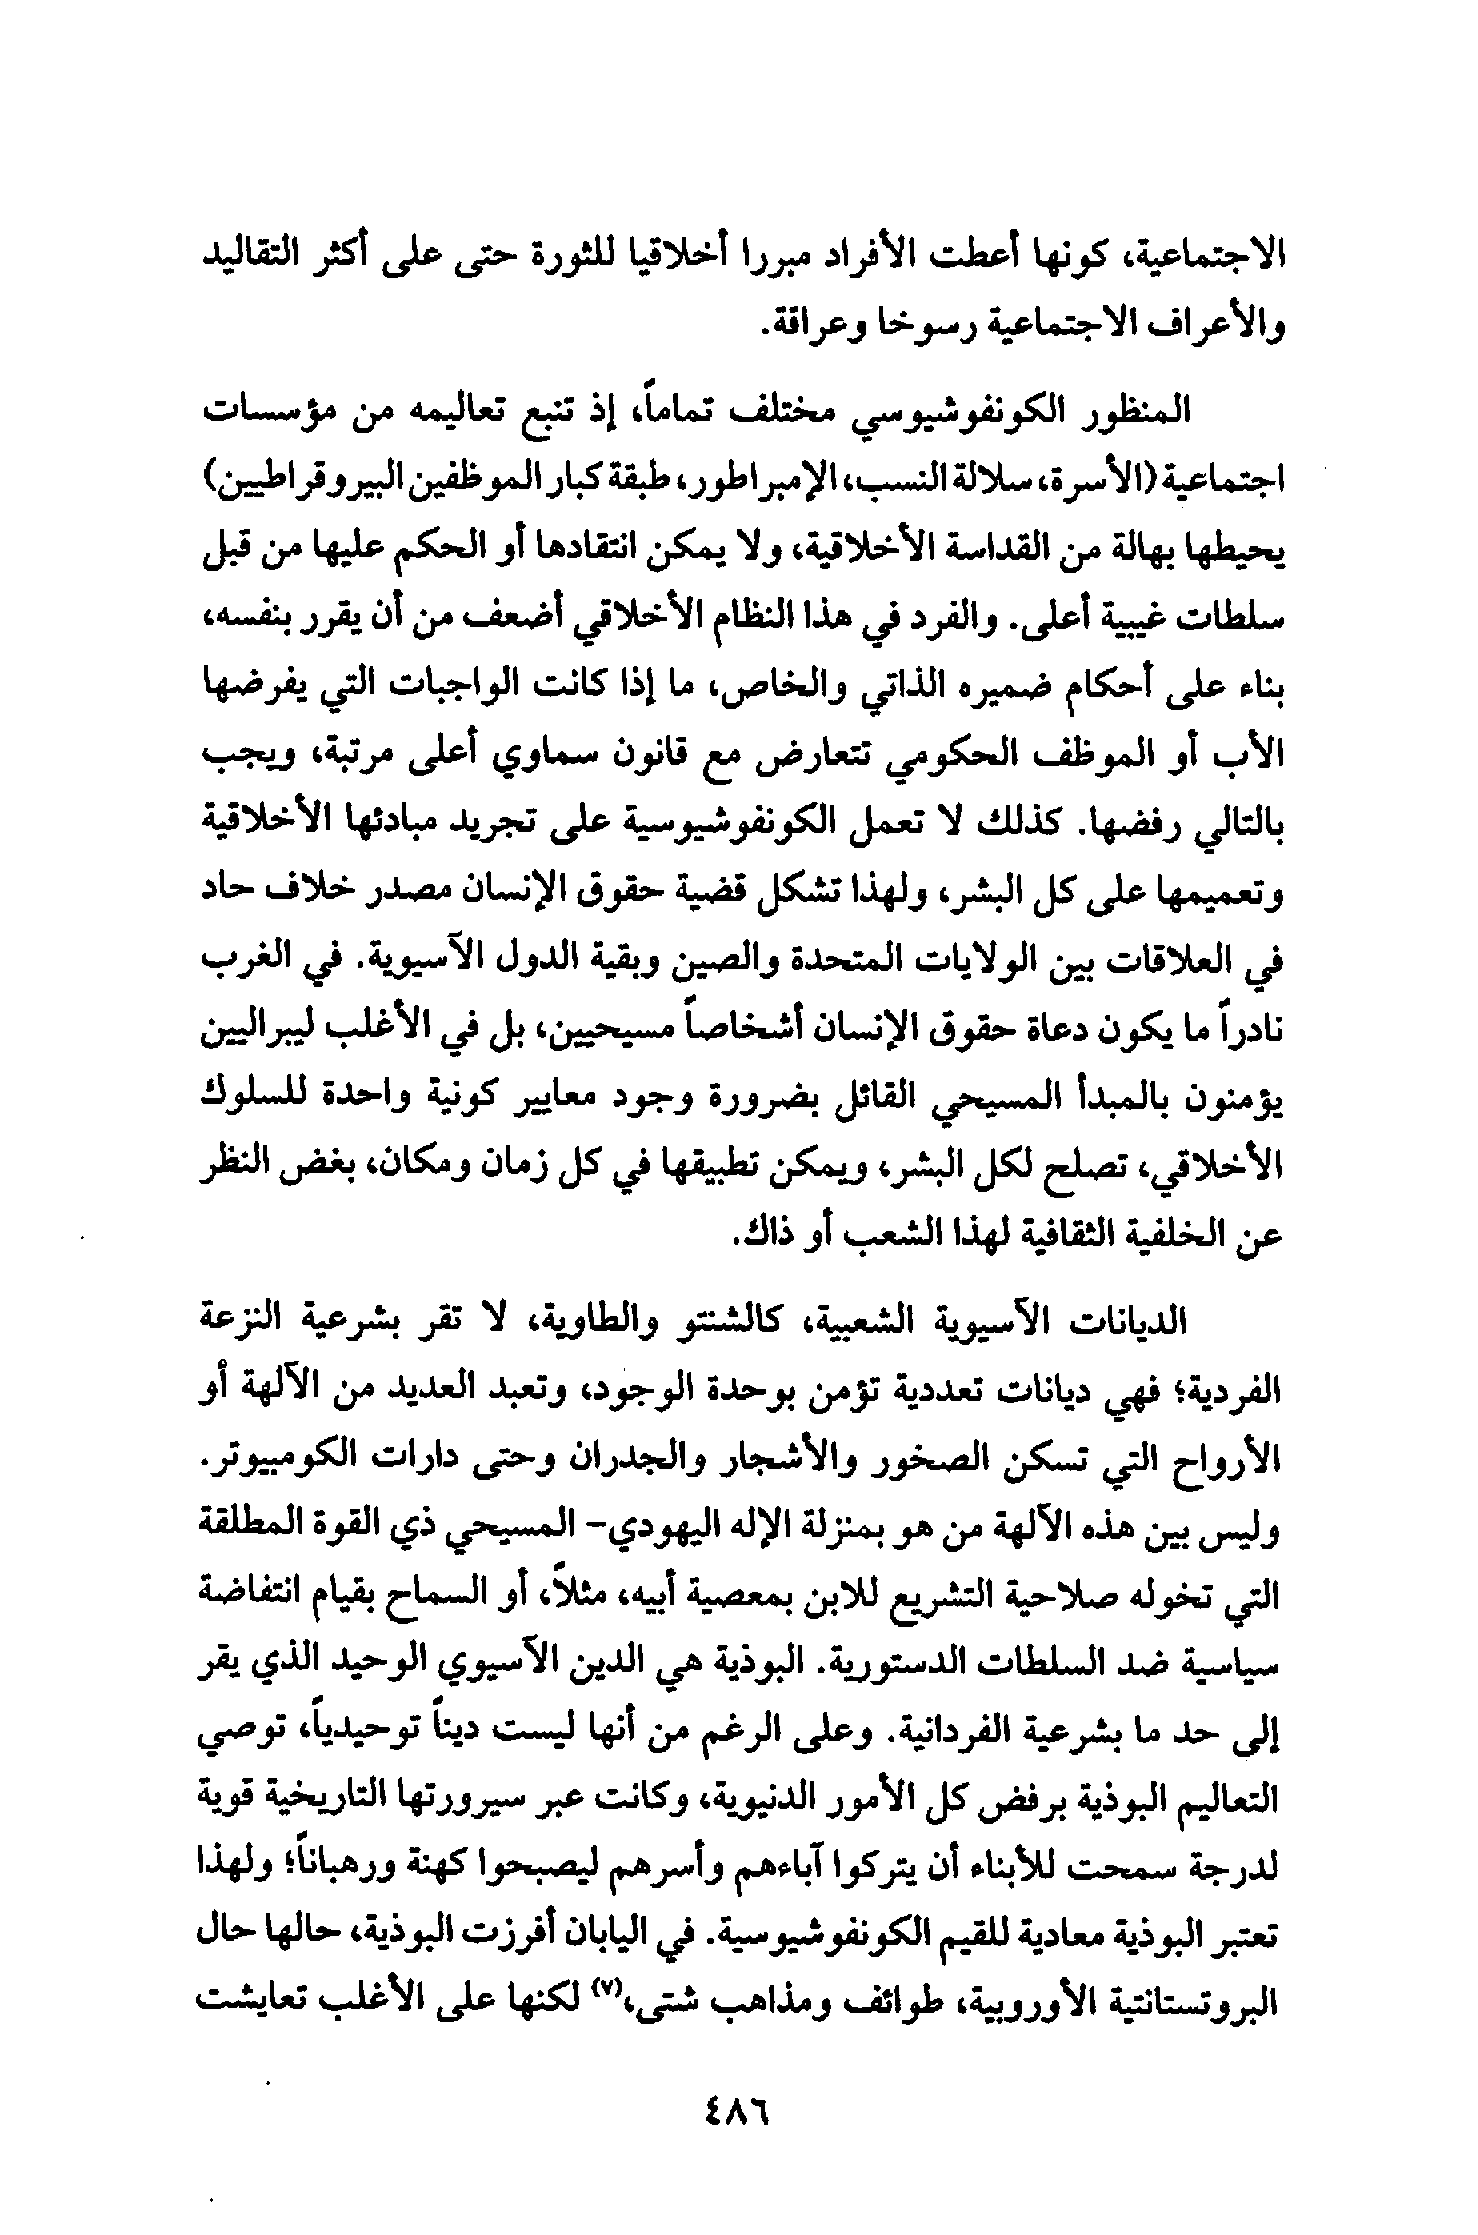 الاجتماعية، كونها أعطت الأفراد مبررا أخلاقيا للثورة حتى على أكثر التقاليد
والأعراف الاجتماعية رسوخا وعراقة.
المنظور الكونفوشيوسي مختلف تماماً، إذ تنبع تعاليمه من مؤسسات
اجتماعية (الأسرة، سلالة النسب، الإمبراطور، طبقة كبار الموظفين البيروقراطيين)
يحيطها بهالة من القداسة الأخلاقية، ولا يمكن انتقادها أو الحكم عليها من قبل
سلطات غيبية أعلى. والفرد في هذا النظام الأخلاقي أضعف من أن يقرر بنفسه،
بناء على أحكام ضميره الذاتي والخاص، ما إذا كانت الواجبات التي يفرضها
الأب أو الموظف الحكومي تتعارض مع قانون سماوي أعلى مرتبة، ويجب
بالتالي رفضها. كذلك لا تعمل الكونفوشيوسية على تجريد مبادئها الأخلاقية
وتعميمها على كل البشر، ولهذا تشكل قضية حقوق الإنسان مصدر خلاف حاد
في العلاقات بين الولايات المتحدة والصين وبقية الدول الآسيوية. في الغرب
نادراً ما يكون دعاة حقوق الإنسان أشخاصاً مسيحيين، بل في الأغلب ليبراليين
يؤمنون بالمبدأ المسيحي القائل بضرورة وجود معايير كونية واحدة للسلوك
الأخلاقي، تصلح لكل البشر، ويمكن تطبيقها في كل زمان ومكان، بغض النظر
عن الخلفية الثقافية لهذا الشعب أو ذاك.
الديانات الآسيوية الشعبية، كالشنتو والطاوية، لا تقر بشرعية النزعة
الفردية؛ فهي ديانات تعددية تؤمن بوحدة الوجود، وتعبد العديد من الآلهة أو
الأرواح التي تسكن الصخور والأشجار والجدران وحتى دارات الكومبيوتر.
وليس بين هذه الآلهة من هو بمنزلة الإله اليهودي- المسيحي ذي القوة المطلقة
التي تخوله صلاحية التشريع للابن بمعصية أبيه، مثلاً، أو السماح بقيام انتفاضة
سياسية ضد السلطات الدستورية. البوذية هي الدين الآسيوي الوحيد الذي يقر
إلى حد ما بشرعية الفردانية. وعلى الرغم من أنها ليست ديناً توحيدياً، توصي
التعاليم البوذية برفض كل الأمور الدنيوية، وكانت عبر سيرورتها التاريخية قوية
لدرجة سمحت للأبناء أن يتركوا آباءهم وأسرهم ليصبحوا كهنة ورهباناً؛ ولهذا
تعتبر البوذية معادية للقيم الكونفوشيوسية. في اليابان أفرزت البوذية، حالها حال
البروتستانتية الأوروبية، طوائف ومذاهب شتى،(٧) لكنها على الأغلب تعايشت
٤٨٦